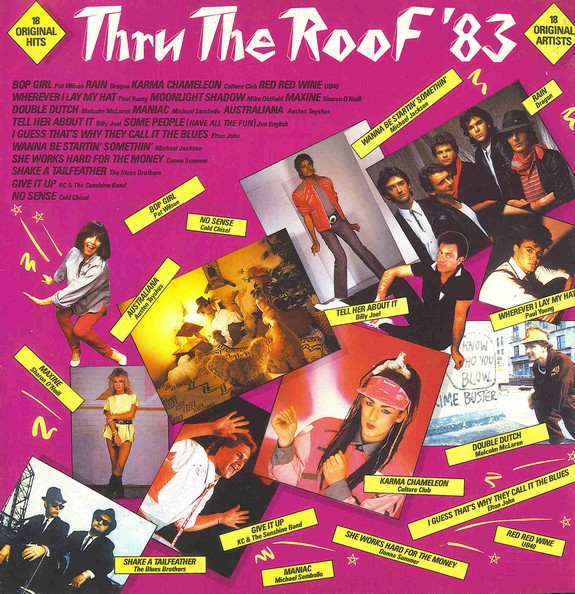 18
ORIGINAL
HITS
Thru The Roof '83
18
ORIGINAL
ARTISTS
BOP GIRL Pat Wilson RAIN Dragon KARMA CHAMELEON Culture Club RED RED WINE UB40
WHEREVER I LAY MY HAT Paul Young MOONLIGHT SHADOW Mike Oldfield MAXINE Sharon O'Neill
DOUBLE DUTCH Malcolm McLaren MANIAC Michael Sembello AUSTRALIANA Austen Tayshus
TELL HER ABOUT IT Billy Joel SOME PEOPLE (HAVE ALL THE FUN) Jon English
I GUESS THAT'S WHY THEY CALL IT THE BLUES Elton John
WANNA BE STARTIN' SOMETHIN' Michael Jackson
SHE WORKS HARD FOR THE MONEY Donna Summer
SHAKE A TAILFEATHER The Blues Brothers
GIVE IT UP KC & The Sunshine Band
NO SENSE Cold Chisel
WANNA BE STARTIN' SOMETHIN'
Michael Jackson
RAIN
Dragon
BOP GIRL
Pat Wilson
NO SENSE
Cold Chisel
AUSTRALIANA
Austen Tayshus
TELL HER ABOUT IT
Billy Joel
WHEREVER I LAY MY HAT
Paul Young
MAXINE
Sharon O'Neill
KNOW
WHO YOU
BLOW
IME BUSTER
DOUBLE DUTCH
Malcolm McLaren
KARMA CHAMELEON
Culture Club
I GUESS THAT'S WHY THEY CALL IT THE BLUES
Elton John
GIVE IT UP
KC & The Sunshine Band
RED RED WINE
UB40
SHE WORKS HARD FOR THE MONEY
Donna Summer
SHAKE A TAILFEATHER
The Blues Brothers
MANIAC
Michael Sembello